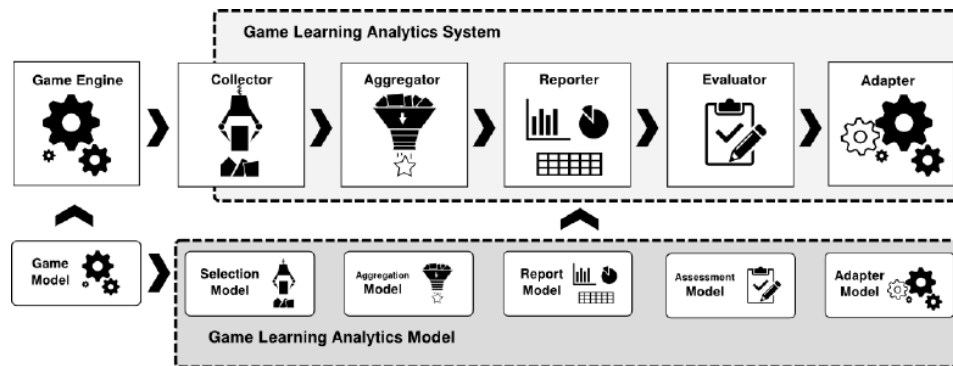 Game Learning Analytics System
Game Engine
Collector
Aggregator
Reporter
Evaluator
Adapter
Game
Model
Selection
Model
Aggregation
Model
Report
Model
Assessment
Model
Adapter
Model
Game Learning Analytics Model